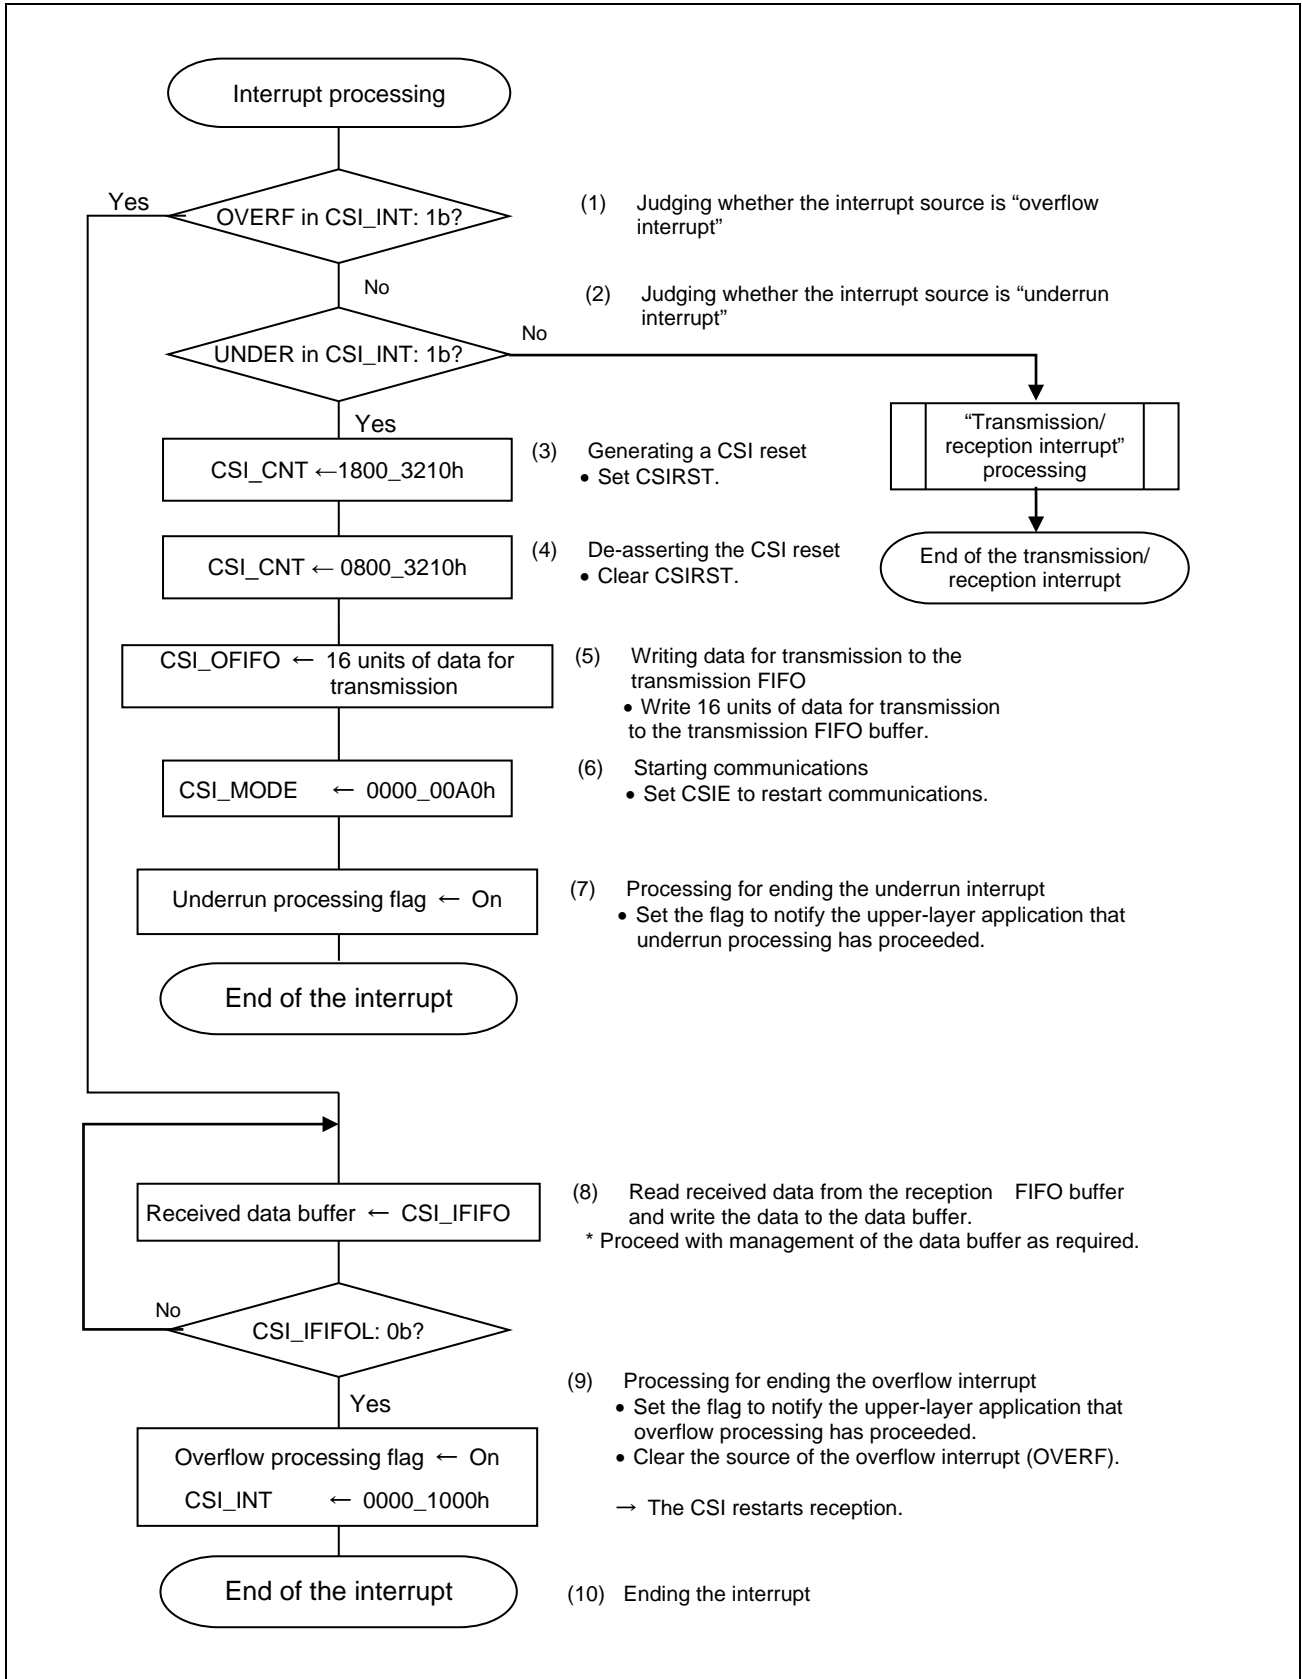 Interrupt processing
Yes
OVERF in CSI_INT: 1b?
(1) Judging whether the interrupt source is “overflow
interrupt”
No
(2) Judging whether the interrupt source is “underrun
interrupt”
No
UNDER in CSI_INT: 1b?
Yes
“Transmission/
reception interrupt”
processing
CSI_CNT ←1800_3210h
(3) Generating a CSI reset
• Set CSIRST.
CSI_CNT ← 0800_3210h
(4) De-asserting the CSI reset
• Clear CSIRST.
End of the transmission/
reception interrupt
CSI_OFIFO ← 16 units of data for
transmission
(5) Writing data for transmission to the
transmission FIFO
• Write 16 units of data for transmission
to the transmission FIFO buffer.
CSI_MODE ← 0000_00A0h
(6) Starting communications
• Set CSIE to restart communications.
Underrun processing flag ← On
(7) Processing for ending the underrun interrupt
• Set the flag to notify the upper-layer application that
underrun processing has proceeded.
End of the interrupt
Received data buffer ← CSI_IFIFO
(8) Read received data from the reception FIFO buffer
and write the data to the data buffer.
* Proceed with management of the data buffer as required.
No
CSI_IFIFOL: 0b?
Yes
(9) Processing for ending the overflow interrupt
• Set the flag to notify the upper-layer application that
overflow processing has proceeded.
• Clear the source of the overflow interrupt (OVERF).
→ The CSI restarts reception.
Overflow processing flag ← On
CSI_INT ← 0000_1000h
End of the interrupt
(10) Ending the interrupt